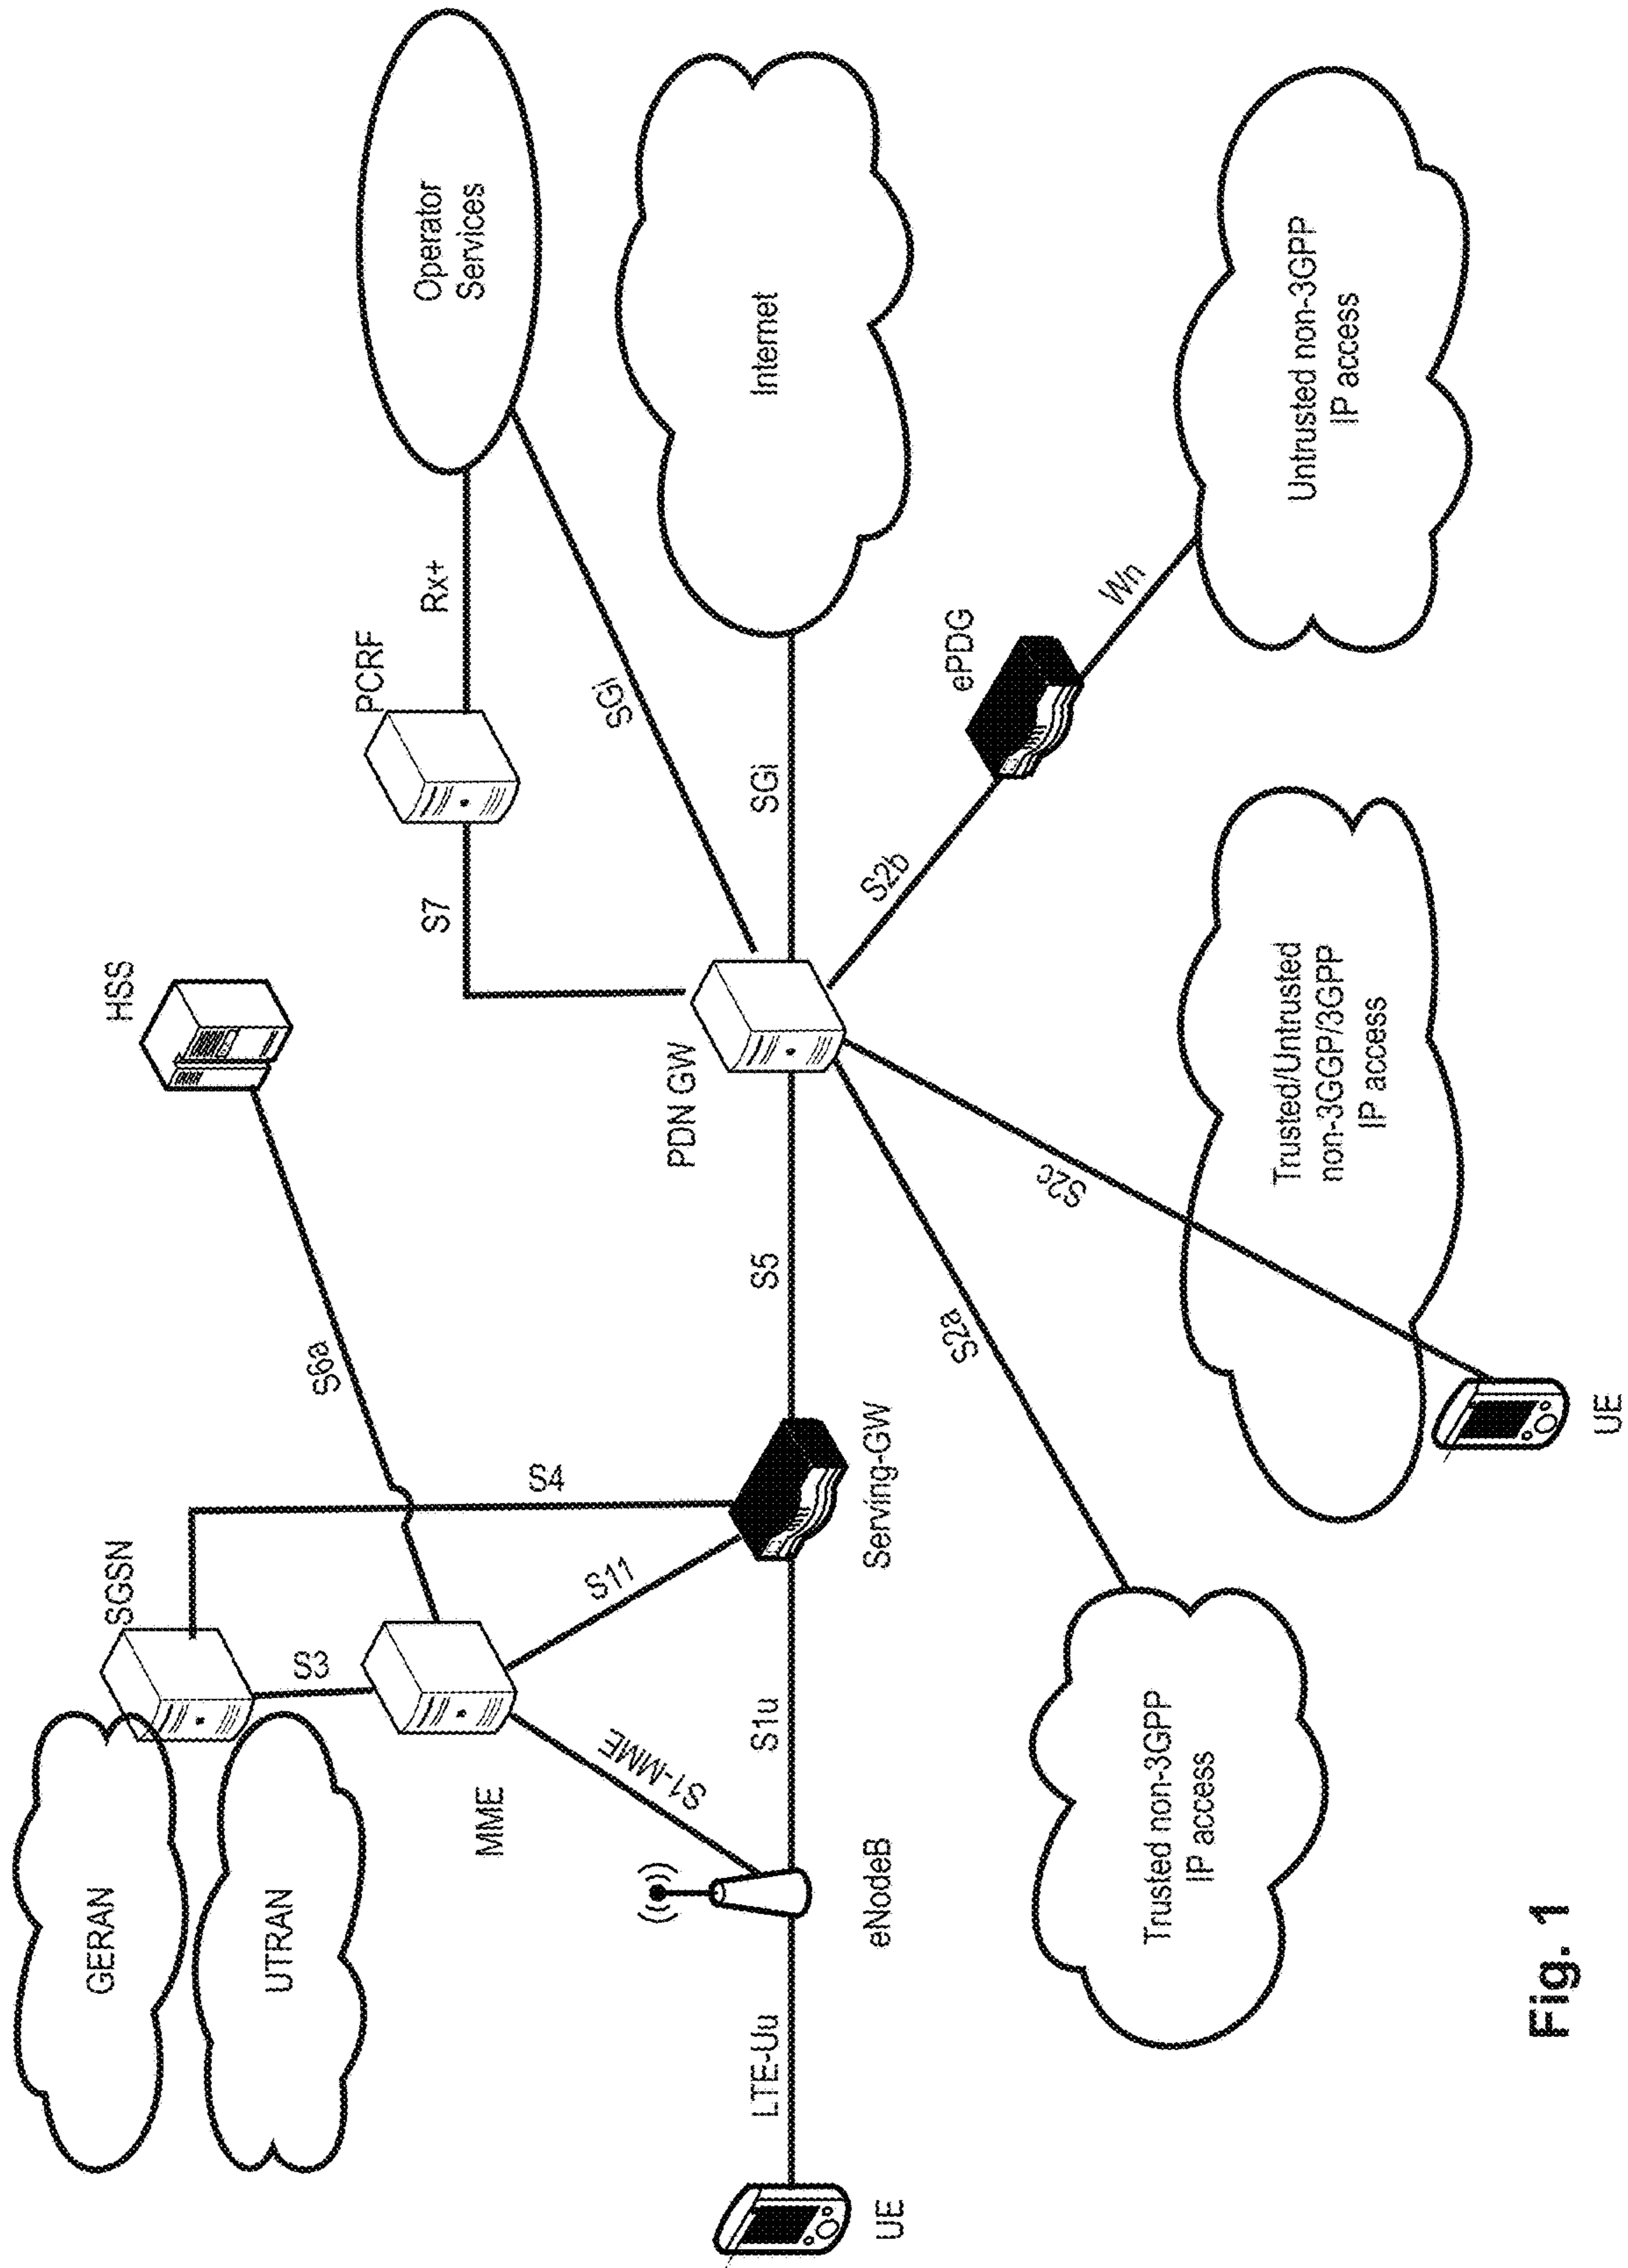 GERAN
SGSN
HSS
UTRAN
S3
S6a
S4
MME
S11
S1-MME
S7
PCRF
Rx+
Operator
Services
SGi
PDN GW
UE
LTE-Uu
eNodeB
S1u
Serving-GW
S5
SGi
Internet
S2a
S2c
S2b
ePDG
Wn
Trusted non-3GPP
IP access
Trusted/Untrusted
non-3GGP/3GPP
IP access
Untrusted non-3GPP
IP access
UE
Fig. 1